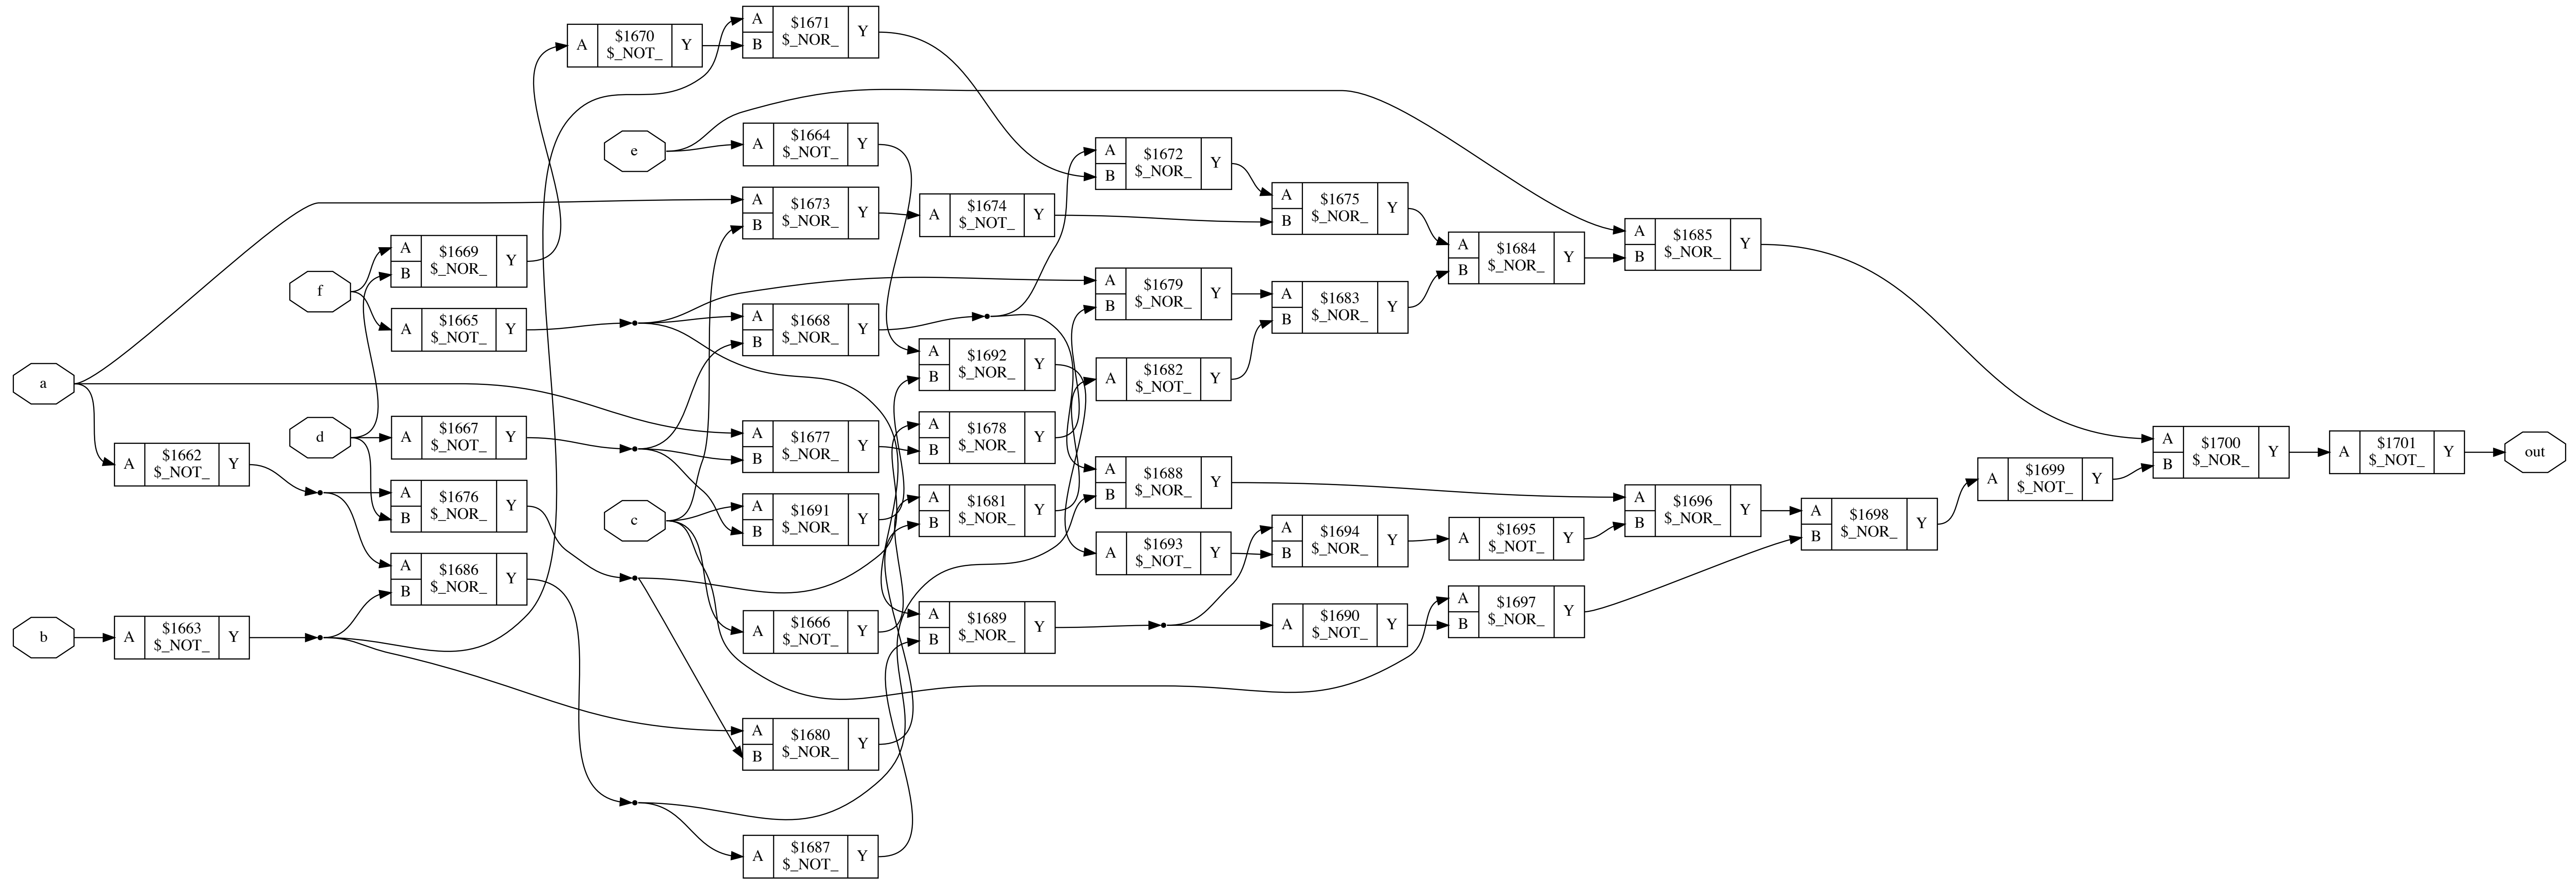 A $1671 Y
B $_NOR_
A $1670 Y
$_NOT_
e
A $1664 Y
$_NOT_
A $1672 Y
B $_NOR_
A $1673 Y
B $_NOR_
A $1674 Y
$_NOT_
A $1675 Y
B $_NOR_
A $1669 Y
B $_NOR_
A $1684 Y
B $_NOR_
A $1685 Y
B $_NOR_
f
A $1665 Y
$_NOT_
A $1668 Y
B $_NOR_
A $1679 Y
B $_NOR_
A $1683 Y
B $_NOR_
a
A $1692 Y
B $_NOR_
A $1682 Y
$_NOT_
d
A $1667 Y
$_NOT_
A $1677 Y
B $_NOR_
A $1678 Y
B $_NOR_
A $1662 Y
$_NOT_
A $1688 Y
B $_NOR_
A $1700 Y
B $_NOR_
A $1701 Y
$_NOT_
out
A $1676 Y
B $_NOR_
c
A $1691 Y
B $_NOR_
A $1681 Y
B $_NOR_
A $1696 Y
B $_NOR_
A $1699 Y
$_NOT_
A $1693 Y
$_NOT_
A $1694 Y
B $_NOR_
A $1695 Y
$_NOT_
A $1698 Y
B $_NOR_
A $1686 Y
B $_NOR_
b
A $1663 Y
$_NOT_
A $1666 Y
$_NOT_
A $1689 Y
B $_NOR_
A $1690 Y
$_NOT_
A $1697 Y
B $_NOR_
A $1680 Y
B $_NOR_
A $1687 Y
$_NOT_